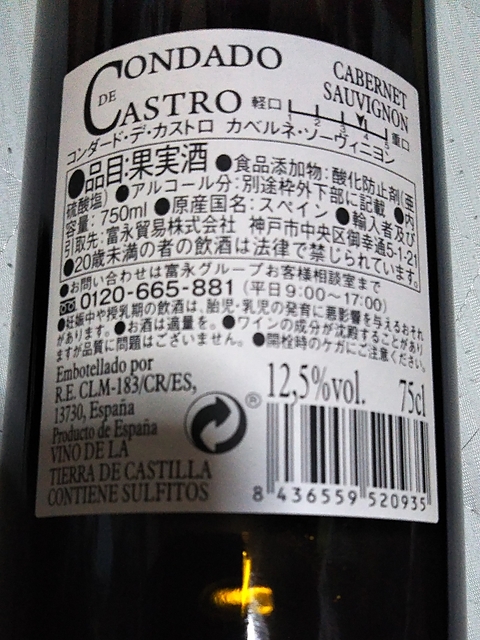 CONDADO
DE
CASTRO
CABERNET
SAUVIGNON
軽口 1 2 3 4 5 重口
コンダード・デ・カストロ カベルネ・ソーヴィニヨン
●品目:果実酒 ●食品添加物:酸化防止剤(亜
硫酸塩) ●アルコール分:別途枠外下部に記載 ●内
容量:750ml ●原産国名:スペイン ●輸入者及び
引取先:富永貿易株式会社 神戸市中央区御幸通5-1-21
●20歳未満の者の飲酒は法律で禁じられています。
●お問い合わせは富永グループお客様相談室まで
0120-665-881 (平日9:00~17:00)
●妊娠中や授乳期の飲酒は、胎児・乳児の発育に悪影響を与えるおそれ
があります。●お酒は適量を。●ワインの成分が沈殿することがあり
ますが品質に問題はございません。●開栓時のケガにご注意ください。
Embotellado por
R.E. CLM-183/CR/ES,
13730, España
Producto de España
VINO DE LA
TIERRA DE CASTILLA
CONTIENE SULFITOS
®
12,5%vol. 75cl
8 436559 520935